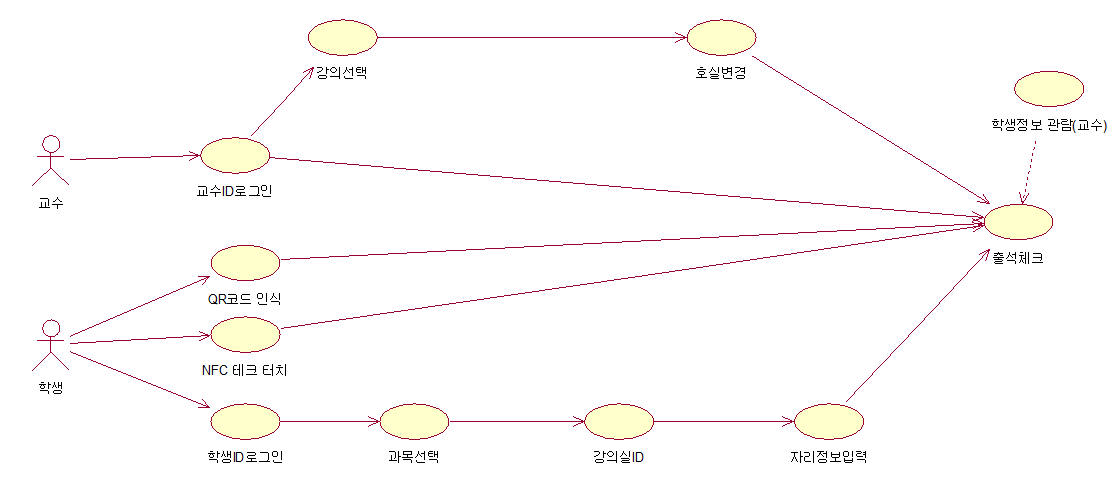 강의선택
호실변경
학생정보 관람(교수)
교수
교수ID로그인
출석체크
QR코드 인식
NFC 테크 터치
학생
학생ID로그인
과목선택
강의실ID
자리정보입력